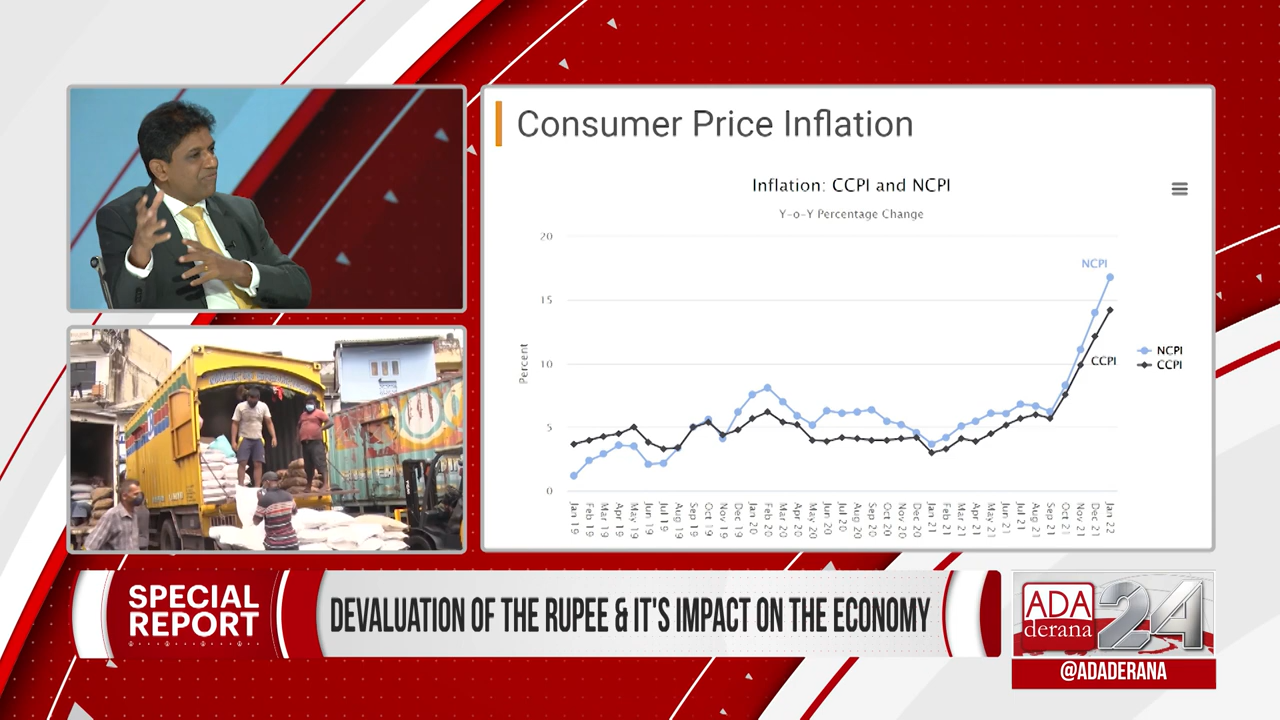 Consumer Price Inflation
Inflation: CCPI and NCPI
Y-o-Y Percentage Change
Percent
20
15
10
5
0
NCPI
CCPI
NCPI
CCPI
Jan 19
Feb 19
Mar 19
Apr 19
May 19
Jun 19
Jul 19
Aug 19
Sep 19
Oct 19
Nov 19
Dec 19
Jan 20
Feb 20
Mar 20
Apr 20
May 20
Jun 20
Jul 20
Aug 20
Sep 20
Oct 20
Nov 20
Dec 20
Jan 21
Feb 21
Mar 21
Apr 21
May 21
Jun 21
Jul 21
Aug 21
Sep 21
Oct 21
Nov 21
Dec 21
Jan 22
SPECIAL
REPORT
DEVALUATION OF THE RUPEE & IT'S IMPACT ON THE ECONOMY
ADA
derana
24
@ADADERANA